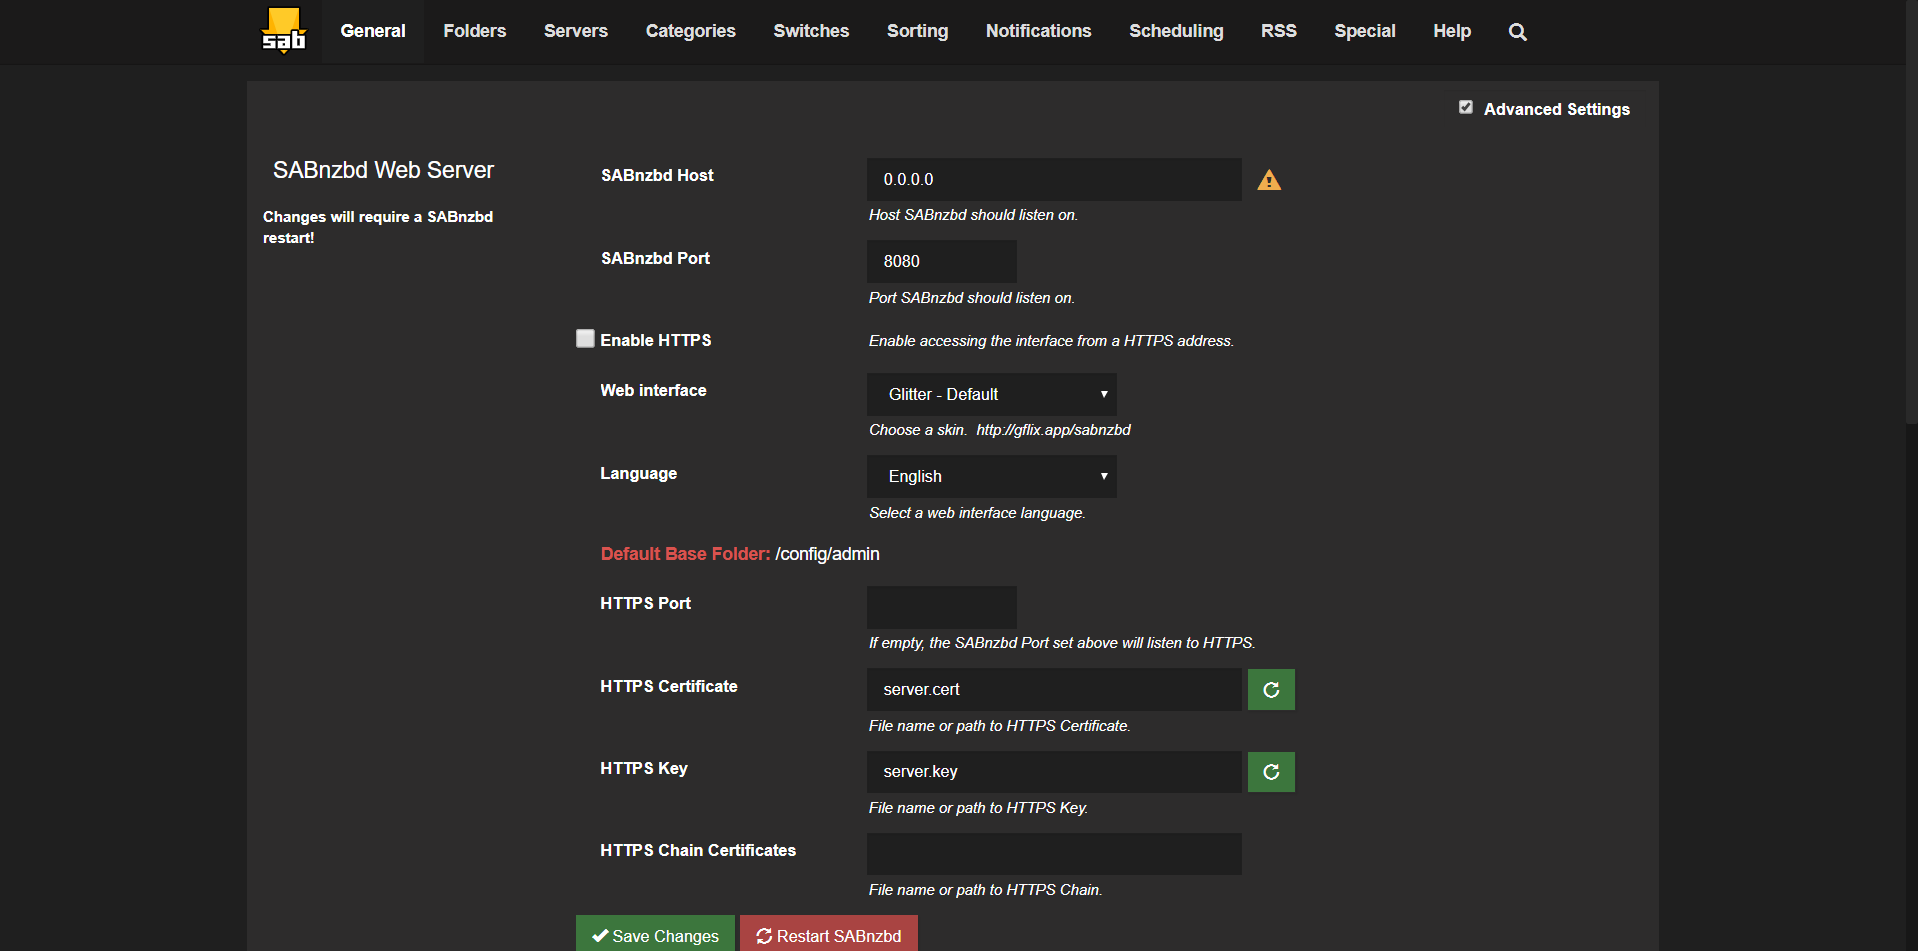 sab
General
Folders
Servers
Categories
Switches
Sorting
Notifications
Scheduling
RSS
Special
Help
Advanced Settings
SABnzbd Web Server
Changes will require a SABnzbd
restart!
SABnzbd Host
0.0.0.0
Host SABnzbd should listen on.
SABnzbd Port
8080
Port SABnzbd should listen on.
Enable HTTPS
Enable accessing the interface from a HTTPS address.
Web interface
Glitter - Default
Choose a skin.  http://gflix.app/sabnzbd
Language
English
Select a web interface language.
Default Base Folder: /config/admin
HTTPS Port
If empty, the SABnzbd Port set above will listen to HTTPS.
HTTPS Certificate
server.cert
File name or path to HTTPS Certificate.
HTTPS Key
server.key
File name or path to HTTPS Key.
HTTPS Chain Certificates
File name or path to HTTPS Chain.
Save Changes
Restart SABnzbd